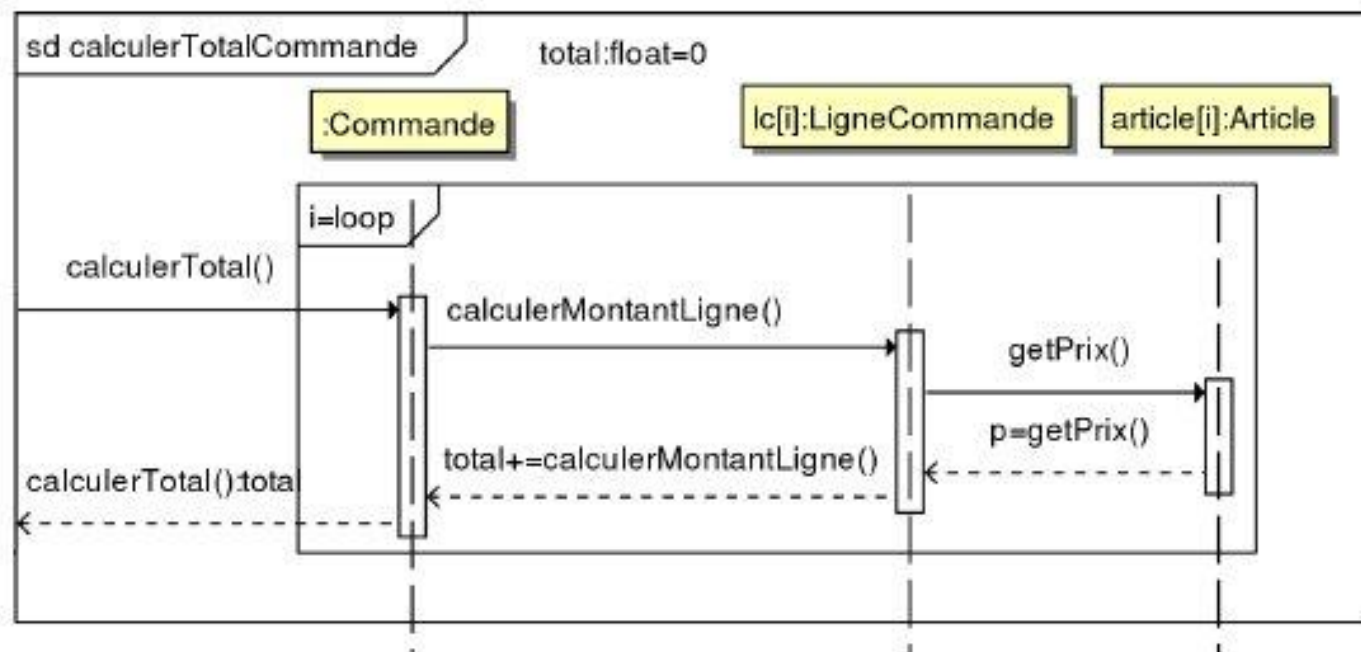 sd calculerTotalCommande
total:float=0
:Commande
lc[i]:LigneCommande
article[i]:Article
i=loop
calculerTotal()
calculerMontantLigne()
getPrix()
p=getPrix()
total+=calculerMontantLigne()
calculerTotal():total